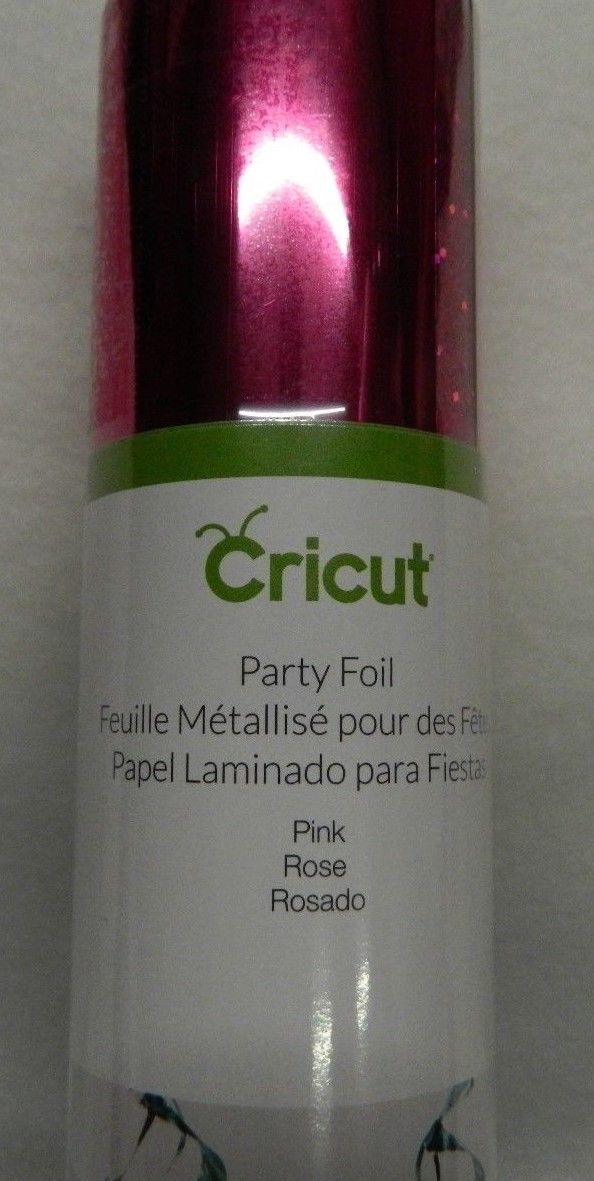 Cricut
Party Foil
Feuille Métallisé pour des
Papel Laminado para Fiestas
Pink
Rose
Rosado